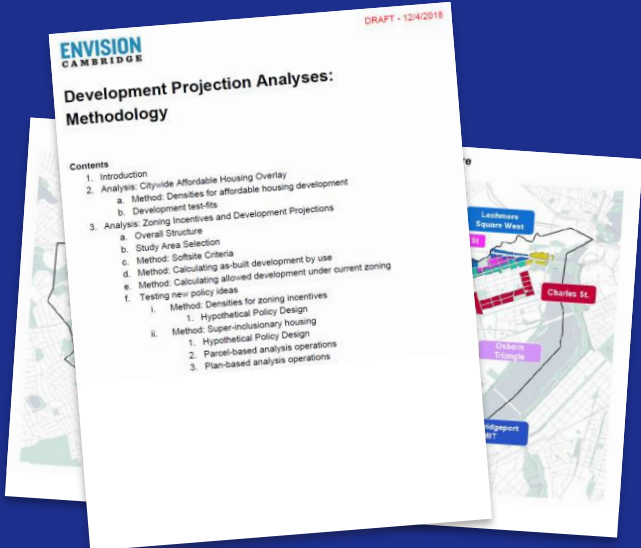 DRAFT - 12/4/2018
ENVISION
CAMBRIDGE
Development Projection Analyses:
Methodology
Contents
1. Introduction
2. Analysis: Citywide Affordable Housing Overlay
a. Method: Densities for affordable housing development
b. Development test-fits
3. Analysis: Zoning Incentives and Development Projections
a. Overall Structure
b. Study Area Selection
c. Method: Softsite Criteria
d. Method: Calculating as-built development by use
e. Method: Calculating allowed development under current zoning
f. Testing new policy ideas
i. Method: Densities for zoning incentives
1. Hypothetical Policy Design
ii. Method: Super-inclusionary housing
1. Hypothetical Policy Design
2. Parcel-based analysis operations
3. Plan-based analysis operations
re
Lechmere
Square West
St
Charles St.
Osborn
Triangle
ridgeport
MIT